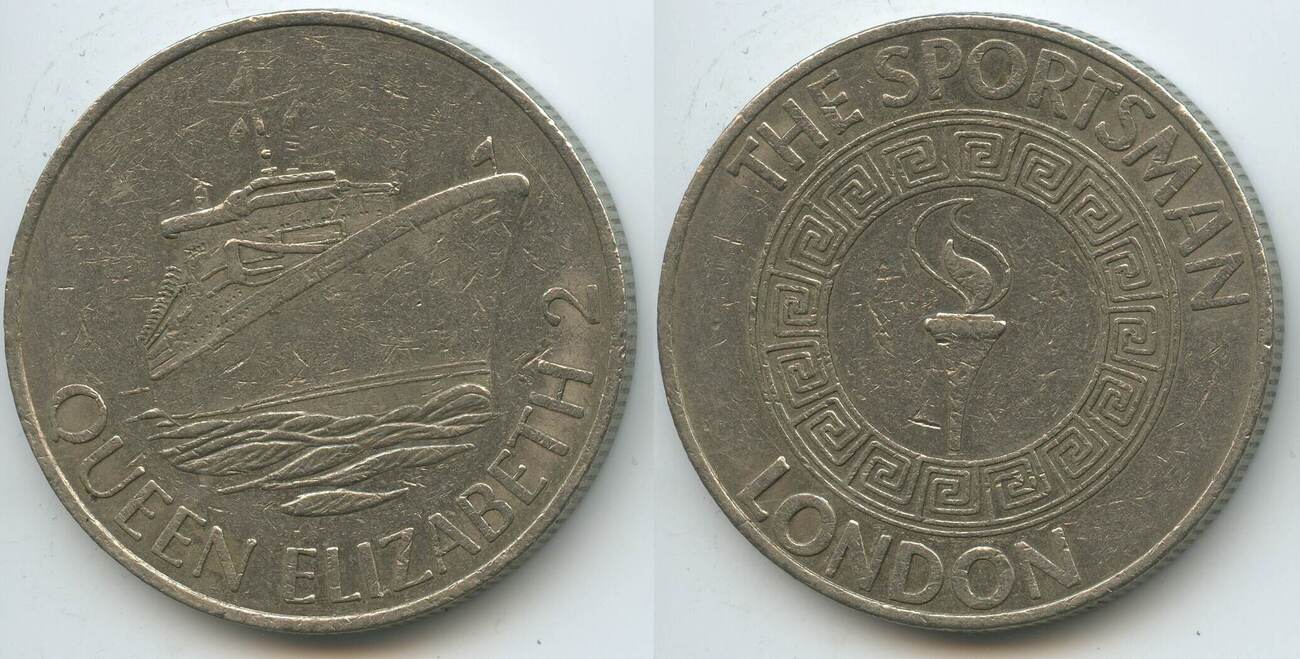 QUEEN ELIZABETH 2
THE SPORTSMAN
LONDON